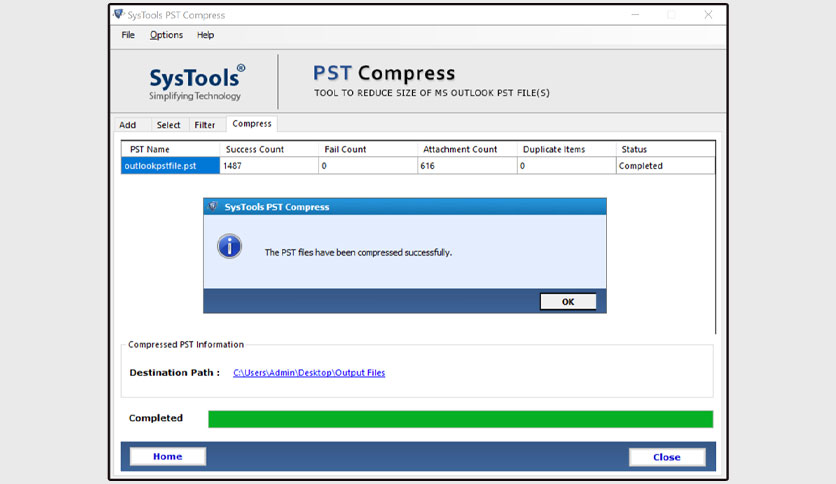 SysTools PST Compress
File Options Help
SysTools®
Simplifying Technology
PST Compress
TOOL TO REDUCE SIZE OF MS OUTLOOK PST FILE(S)
Add Select Filter Compress
PST Name Success Count Fail Count Attachment Count Duplicate Items Status
outlookpstfile.pst 1487 0 616 0 Completed
SysTools PST Compress
The PST files have been compressed successfully.
OK
Compressed PST Information
Destination Path : C:\Users\Admin\Desktop\Output Files
Completed
Home Close